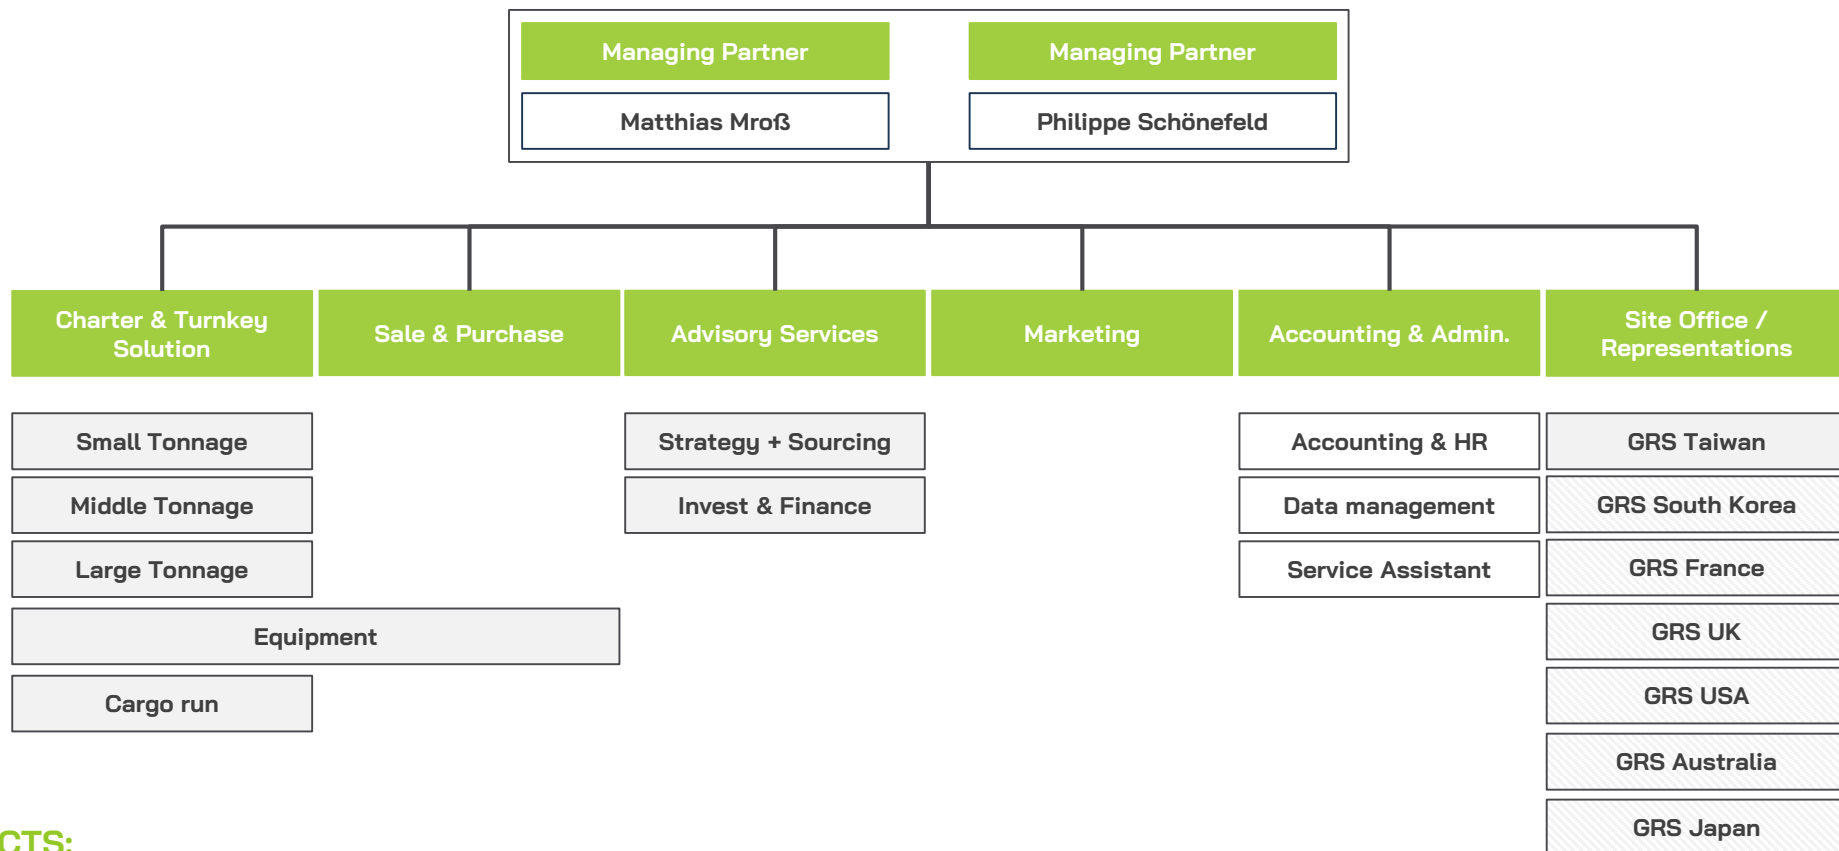 Managing Partner
Managing Partner
Matthias Mroß
Philippe Schönefeld
Charter & Turnkey
Solution
Sale & Purchase
Advisory Services
Marketing
Accounting & Admin.
Site Office /
Representations
Small Tonnage
Middle Tonnage
Large Tonnage
Equipment
Cargo run
Strategy + Sourcing
Invest & Finance
Accounting & HR
Data management
Service Assistant
GRS Taiwan
GRS South Korea
GRS France
GRS UK
GRS USA
GRS Australia
GRS Japan
CTS: